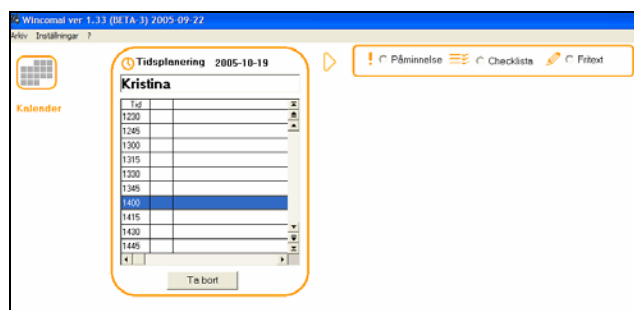 Wincomai ver 1.33 (BETA-3) 2005-09-22
Arkiv Inställningar ?
Kalender
Tidsplanering 2005-10-19
Kristina
Tid
1230
1245
1300
1315
1330
1345
1400
1415
1430
1445
Ta bort
! Påminnelse Checklista Fritext